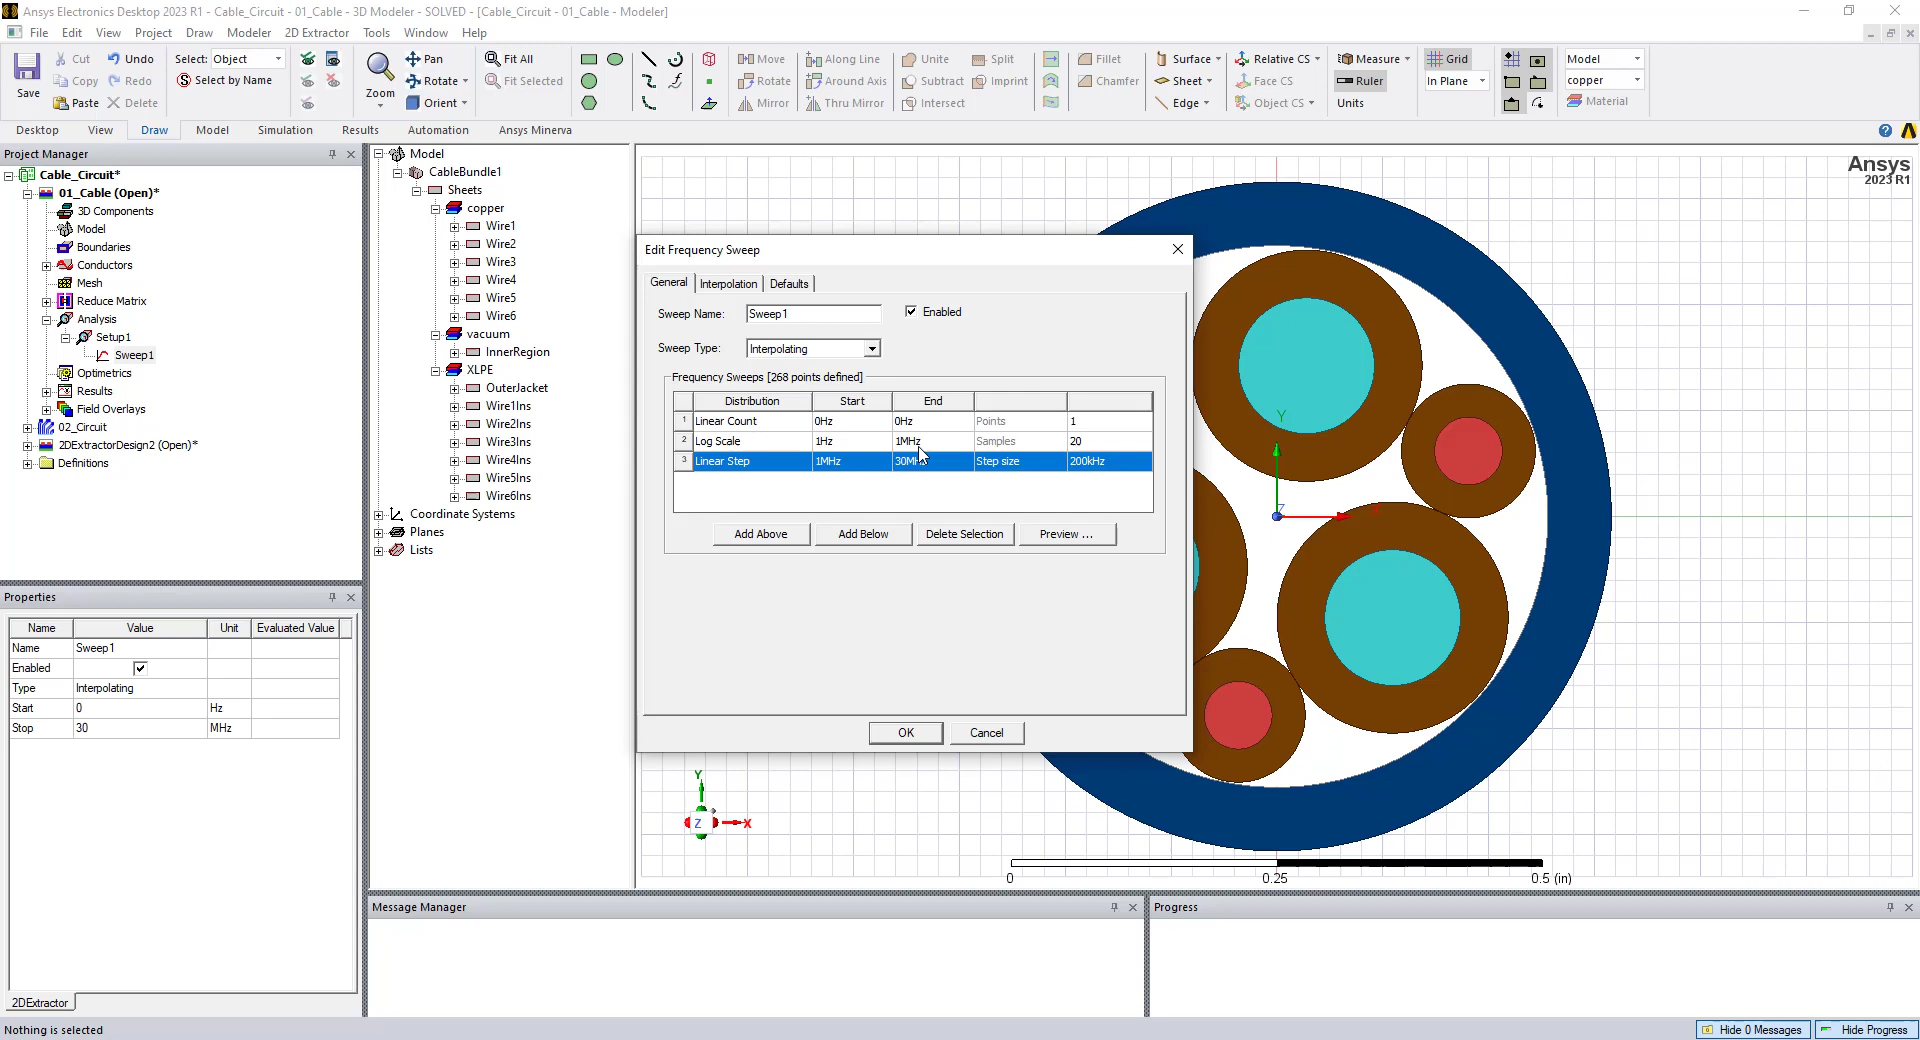 Ansys Electronics Desktop 2023 R1 - Cable_Circuit - 01_Cable - 3D Modeler - SOLVED - [Cable_Circuit - 01_Cable - Modeler]
File Edit View Project Draw Modeler 2D Extractor Tools Window Help
Save
Cut
Copy
Paste
Undo
Redo
Delete
Select: Object
Select by Name
Zoom
Pan
Rotate
Orient
Fit All
Fit Selected
Move
Rotate
Mirror
Along Line
Around Axis
Thru Mirror
Unite
Subtract
Intersect
Split
Imprint
Fillet
Chamfer
Surface
Sheet
Edge
Relative CS
Face CS
Object CS
Measure
Ruler
Units
Grid
In Plane
Model
copper
Material
Desktop View Draw Model Simulation Results Automation Ansys Minerva
Project Manager
Cable_Circuit*
01_Cable (Open)*
3D Components
Model
Boundaries
Conductors
Mesh
Reduce Matrix
Analysis
Setup1
Sweep1
Optimetrics
Results
Field Overlays
02_Circuit
2DExtractorDesign2 (Open)*
Definitions
Properties
Name Value Unit Evaluated Value
Name Sweep1
Enabled
Type Interpolating
Start 0 Hz
Stop 30 MHz
2DExtractor
Model
CableBundle1
Sheets
copper
Wire1
Wire2
Wire3
Wire4
Wire5
Wire6
vacuum
InnerRegion
XLPE
OuterJacket
Wire1Ins
Wire2Ins
Wire3Ins
Wire4Ins
Wire5Ins
Wire6Ins
Coordinate Systems
Planes
Lists
Ansys
2023 R1
Edit Frequency Sweep
General Interpolation Defaults
Sweep Name: Sweep1 Enabled
Sweep Type: Interpolating
Frequency Sweeps [268 points defined]
Distribution Start End
1 Linear Count 0Hz 0Hz Points 1
2 Log Scale 1Hz 1MHz Samples 20
3 Linear Step 1MHz 30MHz Step size 200kHz
Add Above Add Below Delete Selection Preview ...
OK Cancel
Y
Z
Y
Z X
0 0.25 0.5 (in)
Message Manager
Progress
Nothing is selected
Hide 0 Messages Hide Progress